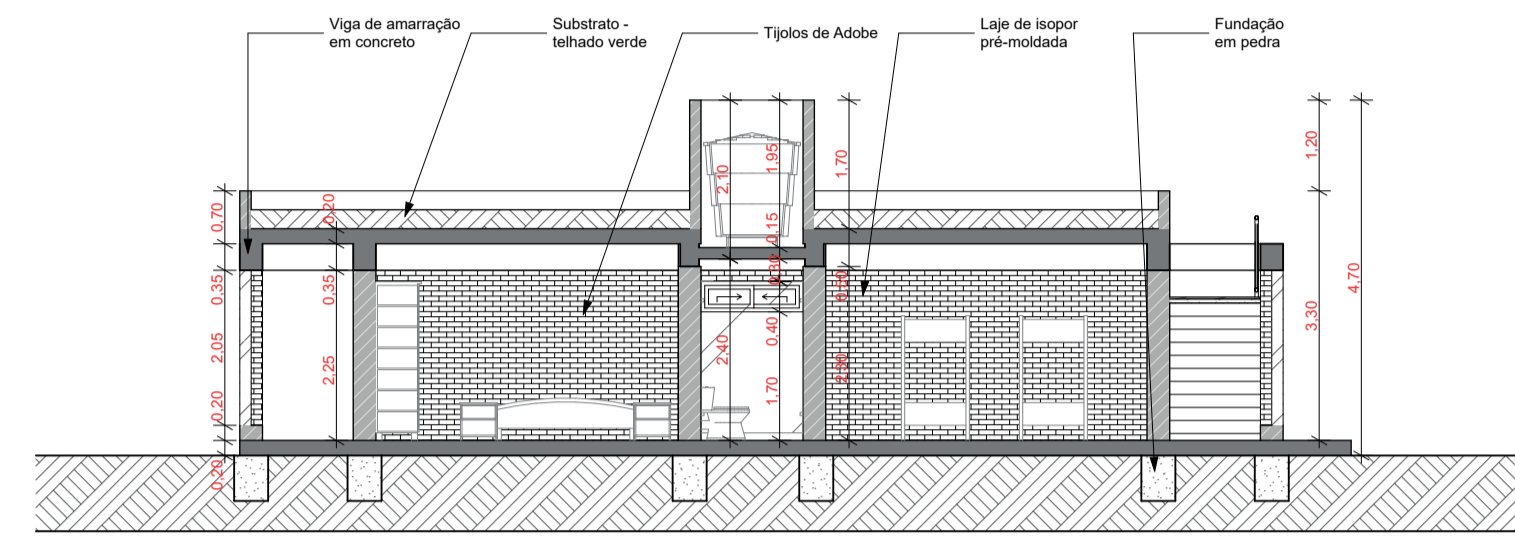 Viga de amarração
em concreto
Substrato -
telhado verde
Tijolos de Adobe
Laje de isopor
pré-moldada
Fundação
em pedra
0,70
0,35
2,05
0,20
0,20
0,20
0,35
2,25
2,10
2,40
1,95
0,15
0,30
0,40
1,70
1,70
0,50
1,20
3,30
4,70